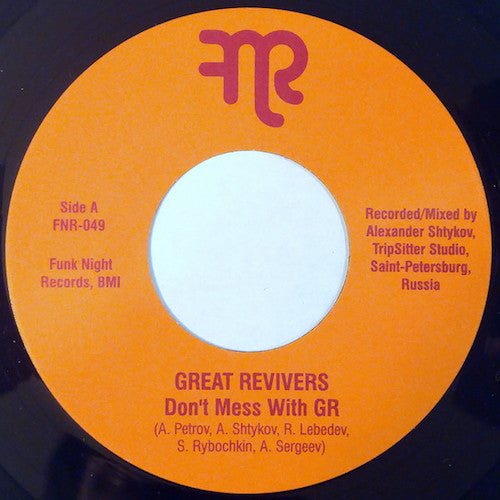 FNR
Side A
FNR-049
Funk Night
Records, BMI
Recorded/Mixed by
Alexander Shtykov,
TripSitter Studio,
Saint-Petersburg,
Russia
GREAT REVIVERS
Don't Mess With GR
(A. Petrov, A. Shtykov, R. Lebedev,
S. Rybochkin, A. Sergeev)